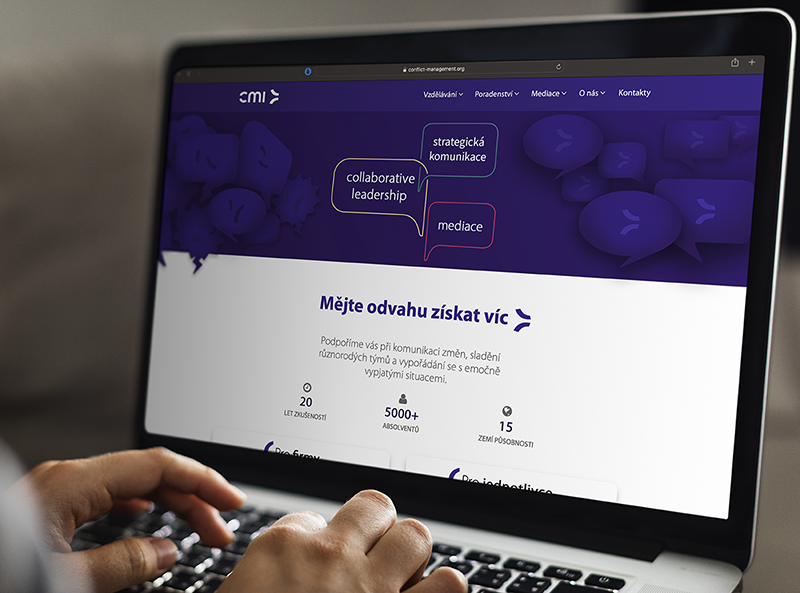 conflict-management.org
CMI
Vzdělávání Poradenství Mediace O nás Kontakty
strategická
komunikace
collaborative
leadership
mediace
Mějte odvahu získat víc
Podpoříme vás při komunikaci změn, sladění
různorodých týmů a vypořádání se s emočně
vypjatými situacemi.
20
LET ZKUŠENOSTÍ
5000+
ABSOLVENTŮ
15
ZEMÍ PŮSOBNOSTI
Pro firmy
Pro jednotlivce